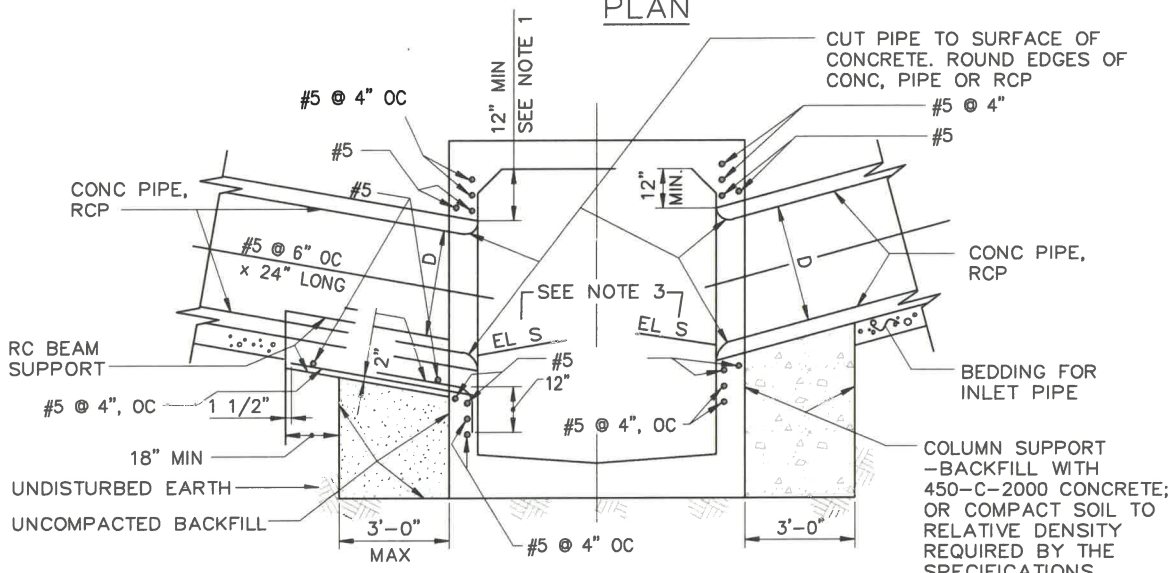 PLAN
CUT PIPE TO SURFACE OF
CONCRETE. ROUND EDGES OF
CONC, PIPE OR RCP
12" MIN
SEE NOTE 1
#5 @ 4" OC
#5 @ 4"
#5
#5
#5
12"
MIN.
CONC PIPE,
RCP
#5 @ 6" OC
x 24" LONG
D
D
CONC PIPE,
RCP
SEE NOTE 3
EL S
EL S
RC BEAM
SUPPORT
2"
#5
12"
BEDDING FOR
INLET PIPE
#5 @ 4", OC
1 1/2"
#5 @ 4", OC
18" MIN
COLUMN SUPPORT
-BACKFILL WITH
450-C-2000 CONCRETE;
OR COMPACT SOIL TO
RELATIVE DENSITY
REQUIRED BY THE
SPECIFICATIONS
UNDISTURBED EARTH
UNCOMPACTED BACKFILL
3'-0"
MAX
#5 @ 4" OC
3'-0"